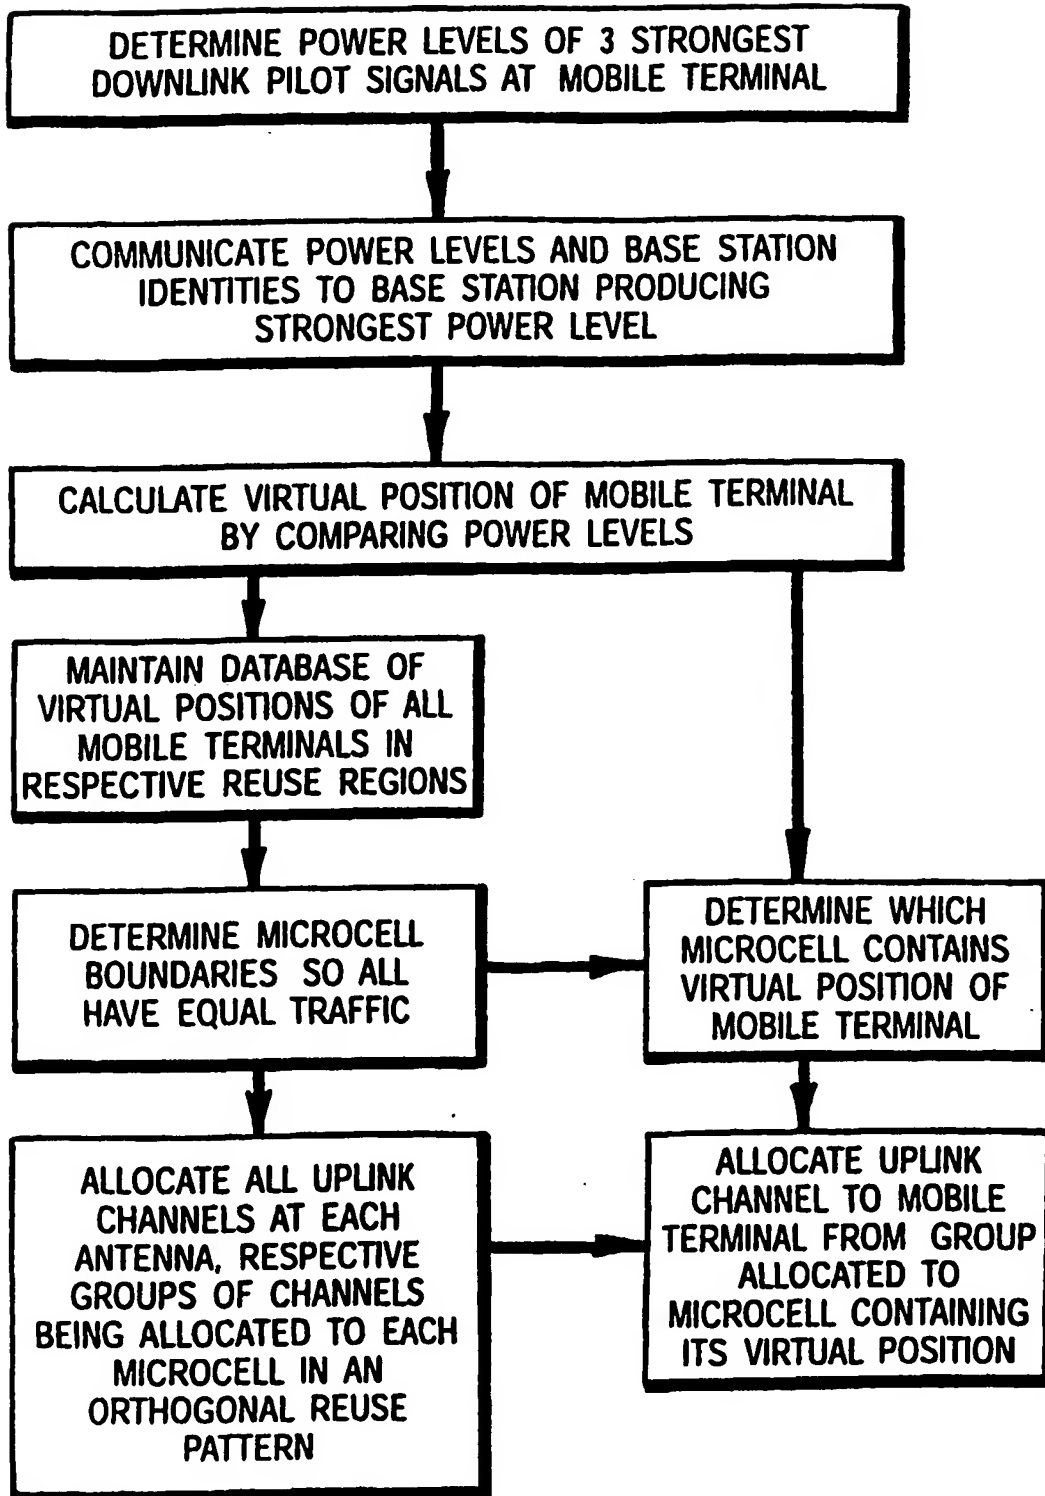 DETERMINE POWER LEVELS OF 3 STRONGEST
DOWNLINK PILOT SIGNALS AT MOBILE TERMINAL
COMMUNICATE POWER LEVELS AND BASE STATION
IDENTITIES TO BASE STATION PRODUCING
STRONGEST POWER LEVEL
CALCULATE VIRTUAL POSITION OF MOBILE TERMINAL
BY COMPARING POWER LEVELS
MAINTAIN DATABASE OF
VIRTUAL POSITIONS OF ALL
MOBILE TERMINALS IN
RESPECTIVE REUSE REGIONS
DETERMINE MICROCELL
BOUNDARIES SO ALL
HAVE EQUAL TRAFFIC
DETERMINE WHICH
MICROCELL CONTAINS
VIRTUAL POSITION OF
MOBILE TERMINAL
ALLOCATE ALL UPLINK
CHANNELS AT EACH
ANTENNA, RESPECTIVE
GROUPS OF CHANNELS
BEING ALLOCATED TO EACH
MICROCELL IN AN
ORTHOGONAL REUSE
PATTERN
ALLOCATE UPLINK
CHANNEL TO MOBILE
TERMINAL FROM GROUP
ALLOCATED TO
MICROCELL CONTAINING
ITS VIRTUAL POSITION